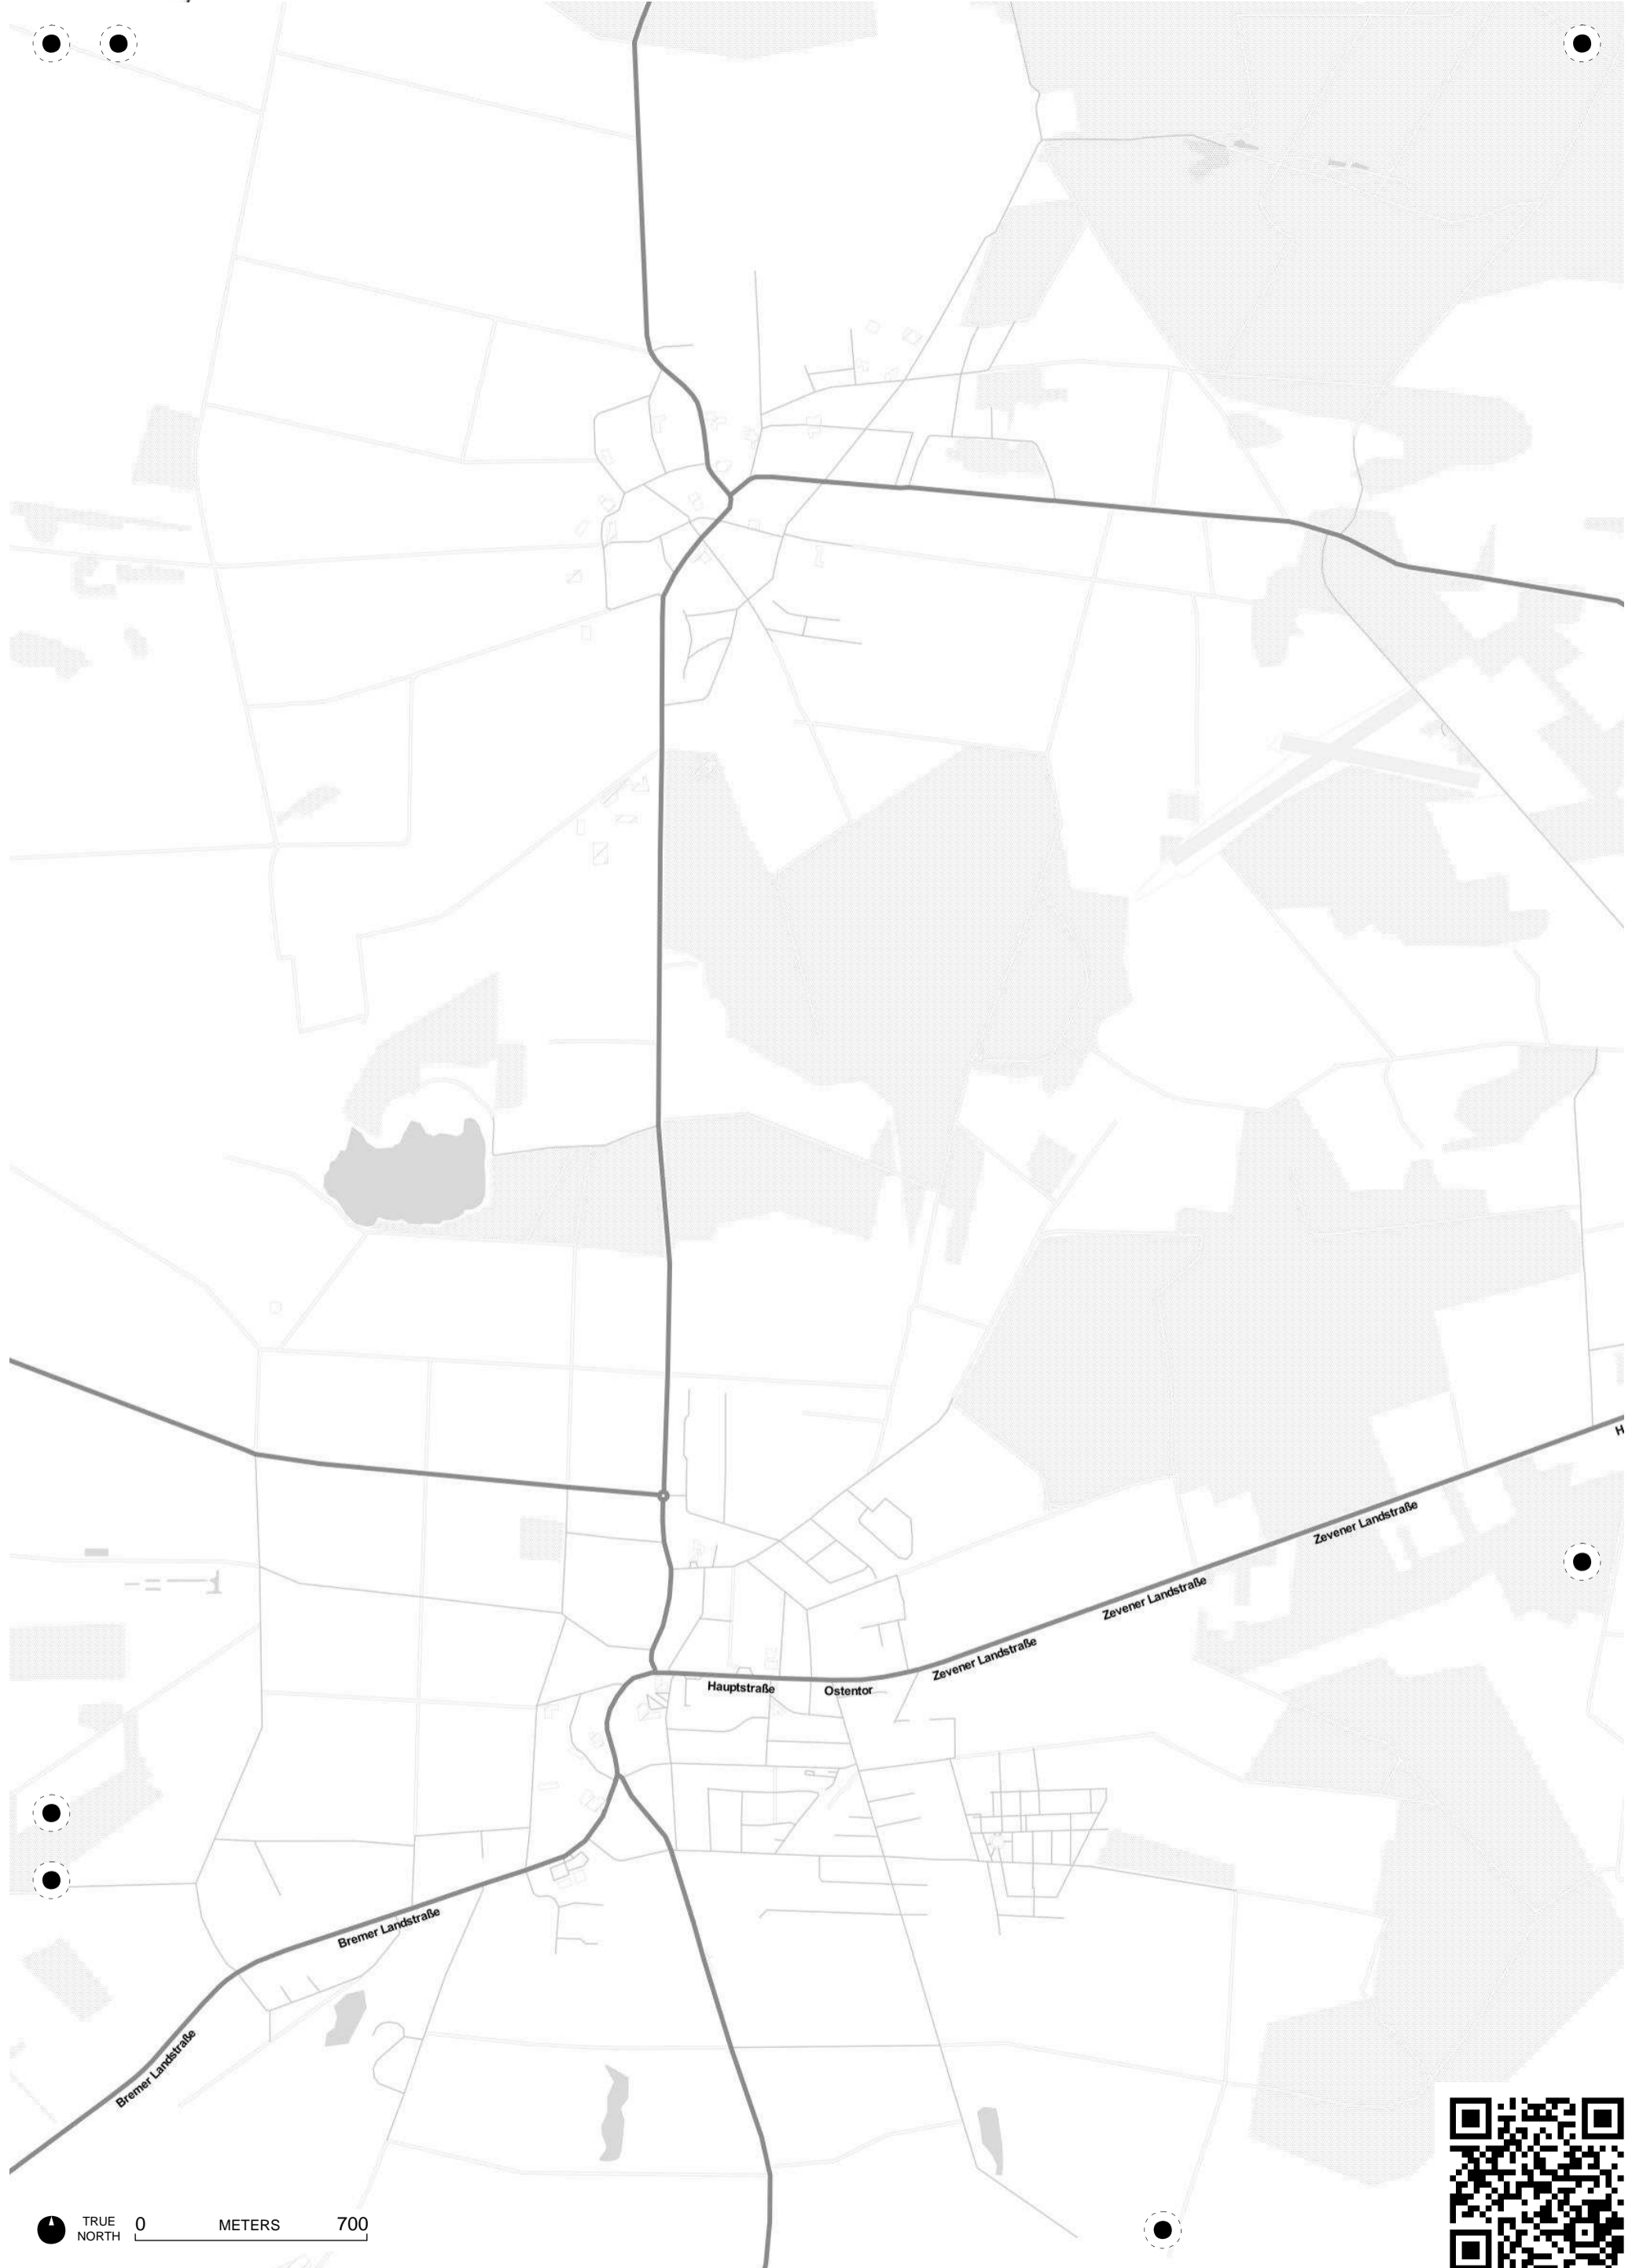 H
Zevener Landstraße
Zevener Landstraße
Zevener Landstraße
Hauptstraße
Ostentor
Bremer Landstraße
Bremer Landstraße
TRUE
NORTH
0 METERS 700